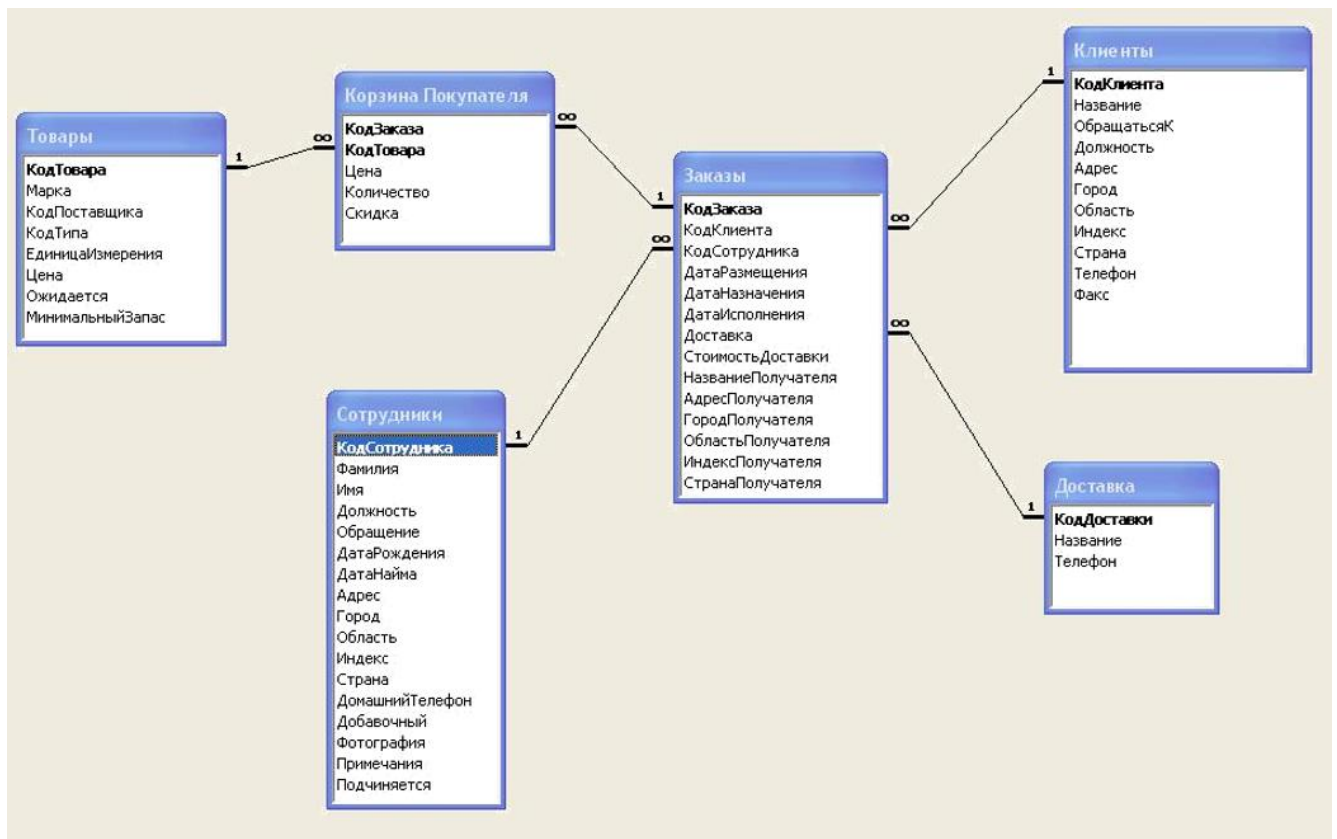 Товары
КодТовара
Марка
КодПоставщика
КодТипа
ЕдиницаИзмерения
Цена
Ожидается
МинимальныйЗапас
1
∞
Корзина Покупателя
КодЗаказа
КодТовара
Цена
Количество
Скидка
∞
1
∞
Заказы
КодЗаказа
КодКлиента
КодСотрудника
ДатаРазмещения
ДатаНазначения
ДатаИсполнения
Доставка
СтоимостьДоставки
НазваниеПолучателя
АдресПолучателя
ГородПолучателя
ОбластьПолучателя
ИндексПолучателя
СтранаПолучателя
∞
∞
1
Клиенты
КодКлиента
Название
ОбращатьсяК
Должность
Адрес
Город
Область
Индекс
Страна
Телефон
Факс
Сотрудники
КодСотрудника
Фамилия
Имя
Должность
Обращение
ДатаРождения
ДатаНайма
Адрес
Город
Область
Индекс
Страна
ДомашнийТелефон
Добавочный
Фотография
Примечания
Подчиняется
1
1
Доставка
КодДоставки
Название
Телефон